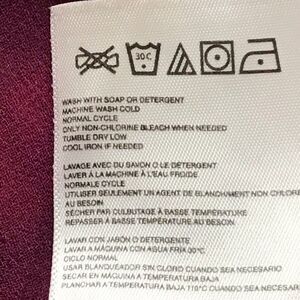 30C
WASH WITH SOAP OR DETERGENT
MACHINE WASH COLD
NORMAL CYCLE
ONLY NON-CHLORINE BLEACH WHEN NEEDED
TUMBLE DRY LOW
COOL IRON IF NEEDED
LAVAGE AVEC DU SAVON O LE DÉTERGENT
LAVER À LA MACHINE À L'EAU FROIDE
NORMALE CYCLE
UTILISER SEULEMENT UN AGENT DE BLANCHIMENT NON CHLORE
AU BESOIN
SÉCHER PAR CULBUTAGE À BASSE TEMPÉRATURE
REPASSER À BASSE TEMPÉRATURE AU BESOIN
LAVAR CON JABÓN O DETERGENTE
LAVAR A MÁQUINA CON AGUA FRÍA 30°C
CICLO NORMAL
USAR BLANQUEADOR SIN CLORO CUANDO SEA NECESARIO
SECAR EN MÁQUINA A TEMPERATURA BAJA
PLANCHAR A TEMPERATURA BAJA 110°C CUANDO SEA NECESAR